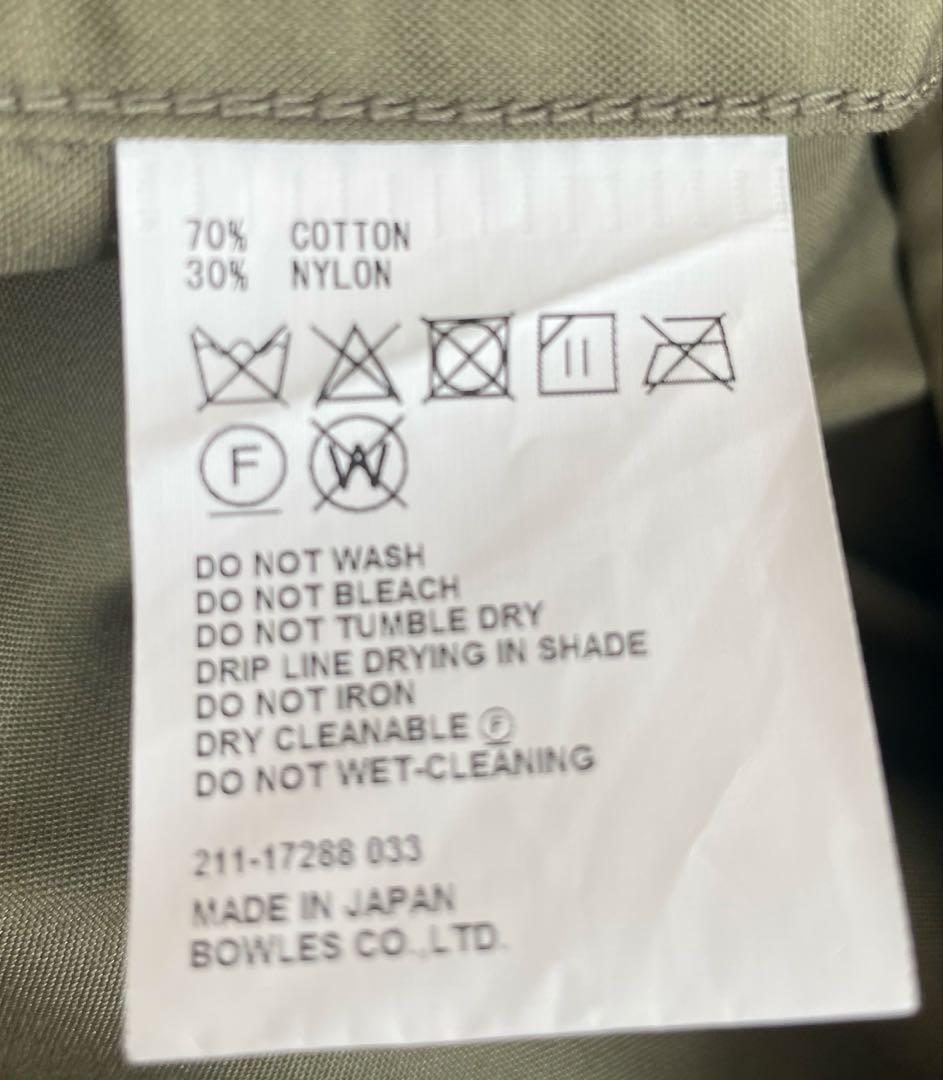 70% COTTON
30% NYLON
F W
DO NOT WASH
DO NOT BLEACH
DO NOT TUMBLE DRY
DRIP LINE DRYING IN SHADE
DO NOT IRON
DRY CLEANABLE Ⓕ
DO NOT WET-CLEANING
211-17288 033
MADE IN JAPAN
BOWLES CO.,LTD.